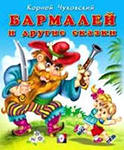 Корней Чуковский
БАРМАЛЕЙ
и другие сказки